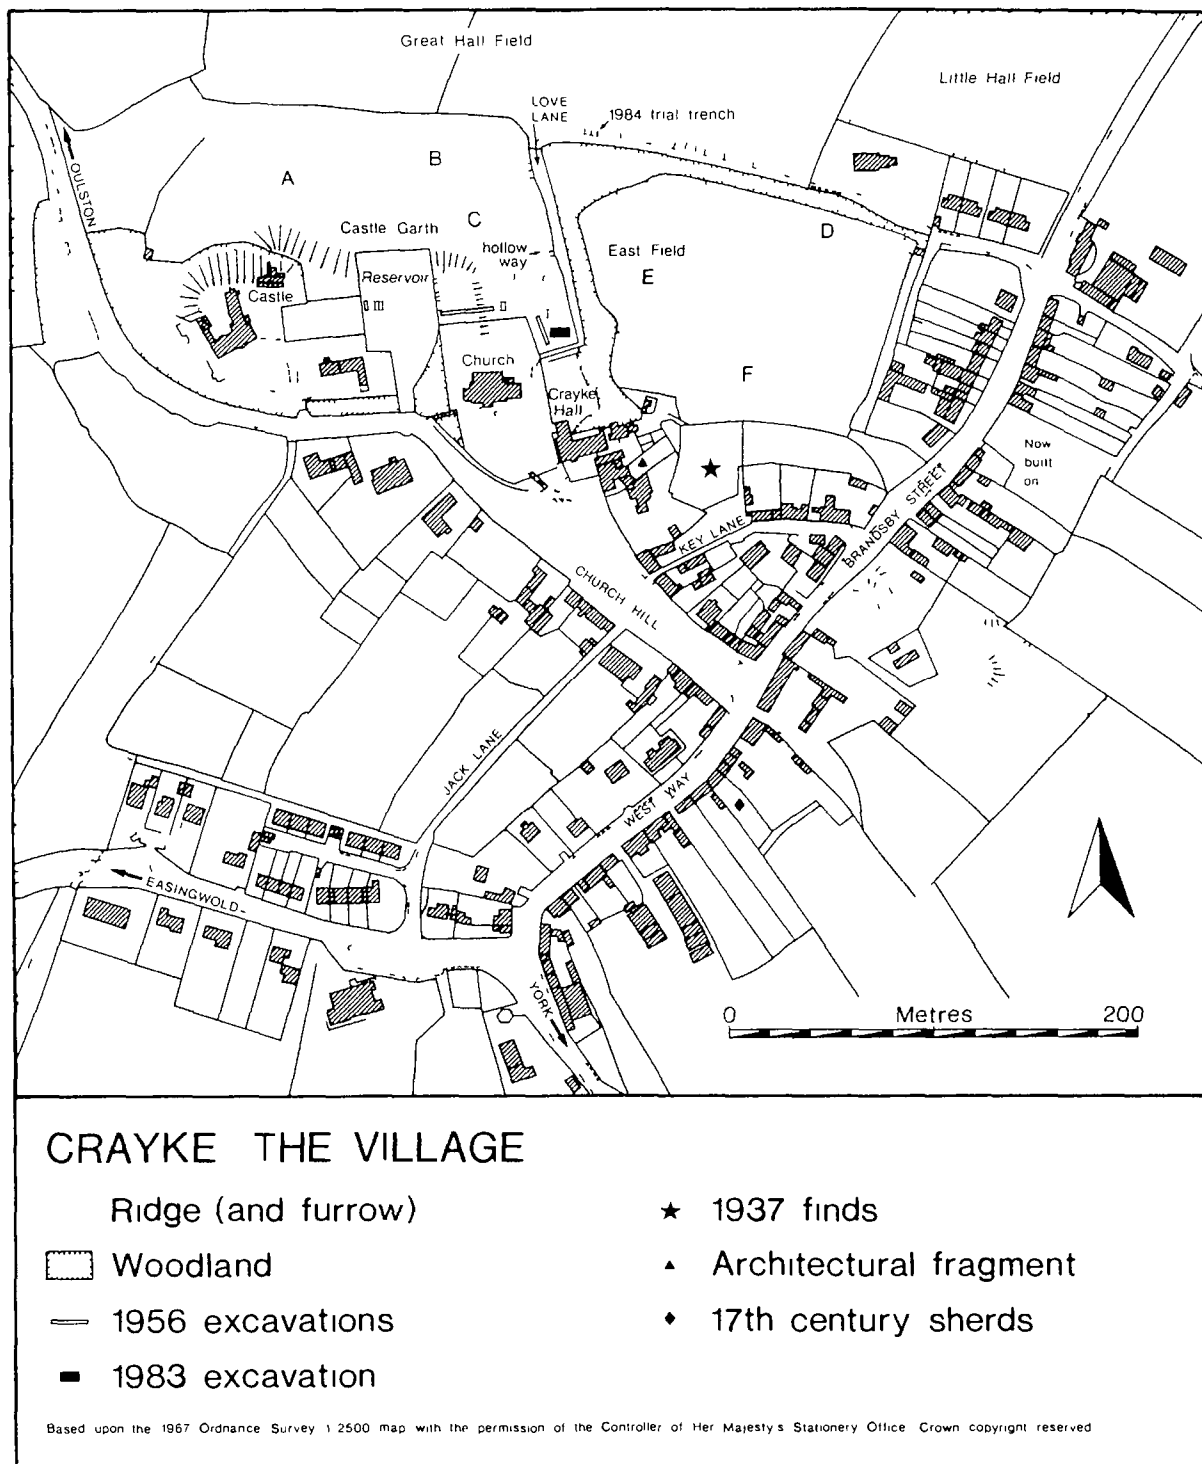 Great Hall Field
Little Hall Field
LOVE
LANE
1984 trial trench
OULSTON
A
B
C
Castle Garth
hollow
way
East Field
D
E
Reservoir
Castle
Church
F
Crayke
Hall
Now
built
on
KEY LANE
BRANDSBY STREET
CHURCH HILL
JACK LANE
WEST WAY
EASINGWOLD
YORK
0 Metres 200
CRAYKE THE VILLAGE
Ridge (and furrow)
Woodland
1956 excavations
1983 excavation
1937 finds
Architectural fragment
17th century sherds
Based upon the 1967 Ordnance Survey 1 2500 map with the permission of the Controller of Her Majesty s Stationery Office Crown copyright reserved